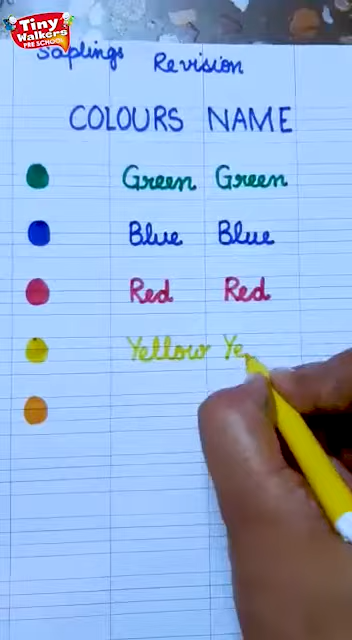 Tiny
Walkers
PRE SCHOOL
Saplings Revision
COLOURS NAME
Green Green
Blue Blue
Red Red
Yellow Ye